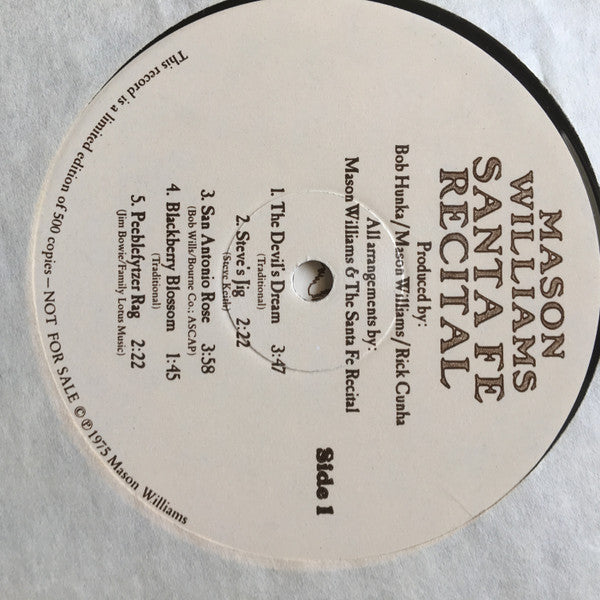 MASON
WILLIAMS
SANTA FE
RECITAL
Produced by:
Bob Hunka/Mason Williams/Rick Cunha
All arrangements by:
Mason Williams & The Santa Fe Recital
Side 1
1. The Devil's Dream 3:47
(Traditional)
2. Steve's Jig 2:22
(Steve Keith)
3. San Antonio Rose 3:58
(Bob Wills/Bourne Co.: ASCAP)
4. Blackberry Blossom 1:45
(Traditional)
5. Peeblefytzer Rag 2:22
(Jim Bowie/Family Lotus Music)
This record is a limited edition of 500 copies — NOT FOR SALE © ℗ 1975 Mason Williams